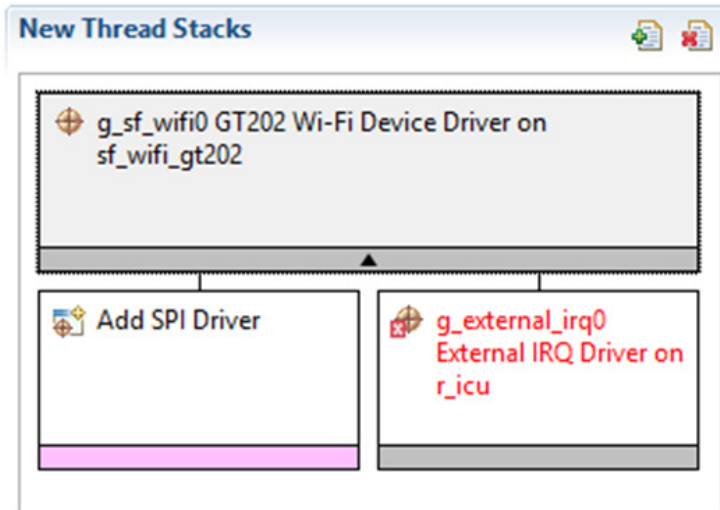 New Thread Stacks
g_sf_wifi0 GT202 Wi-Fi Device Driver on
sf_wifi_gt202
Add SPI Driver
g_external_irq0
External IRQ Driver on
r_icu